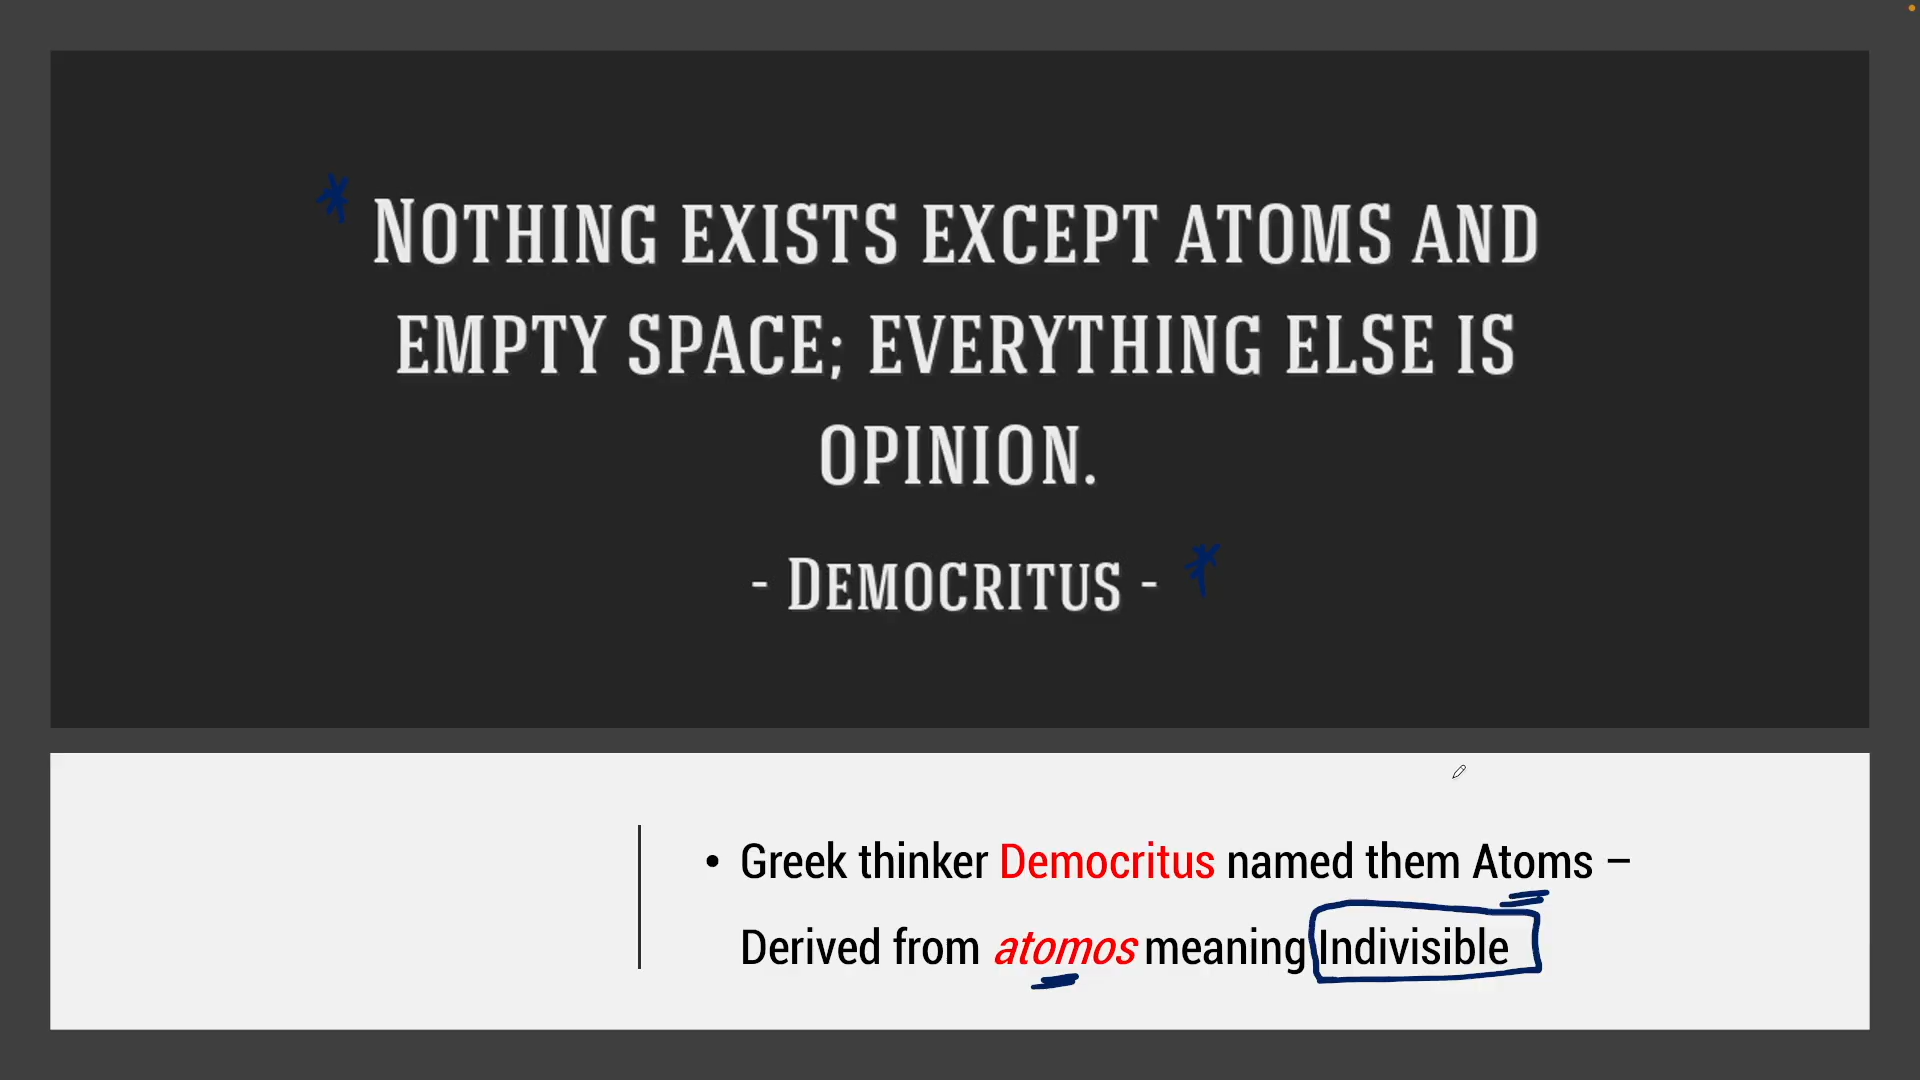 Nothing exists except atoms and
empty space; everything else is
opinion.
- Democritus -
• Greek thinker Democritus named them Atoms –
Derived from atomos meaning Indivisible